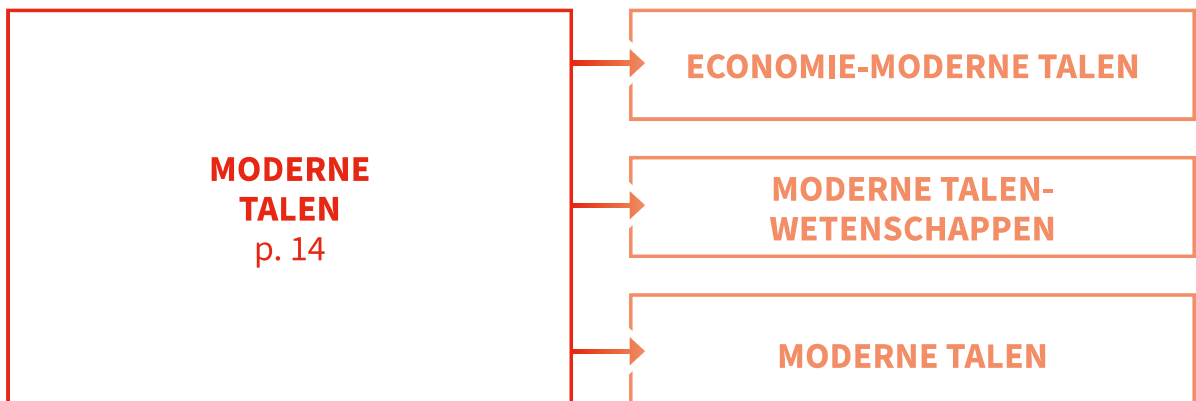 MODERNE
TALEN
p. 14
ECONOMIE-MODERNE TALEN
MODERNE TALEN-
WETENSCHAPPEN
MODERNE TALEN